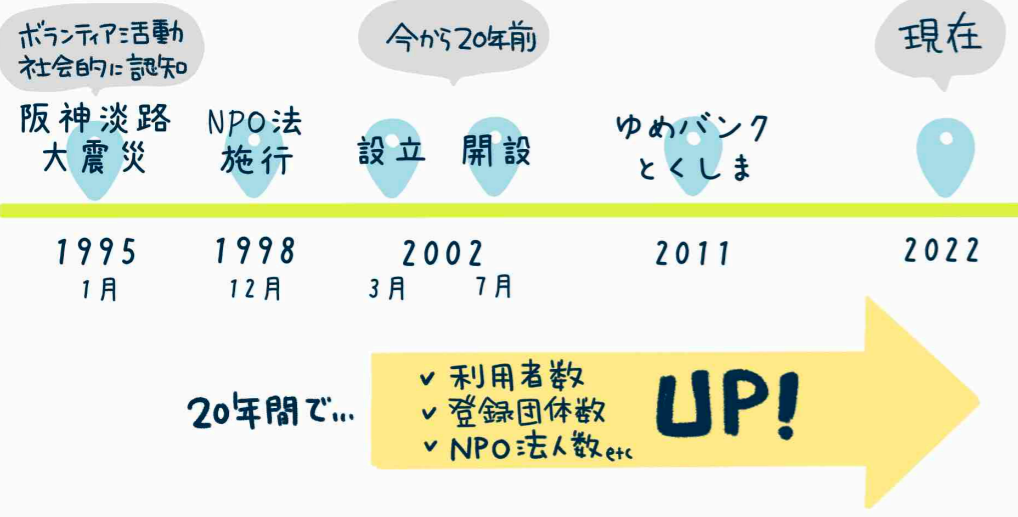 ボランティア活動
社会的に認知
今から20年前
現在
阪神淡路
大震災
NPO法
施行
設立
開設
ゆめバンク
とくしま
1995
1月
1998
12月
2002
3月
7月
2011
2022
20年間で...
✓ 利用者数
✓ 登録団体数
✓ NPO法人数etc
UP!